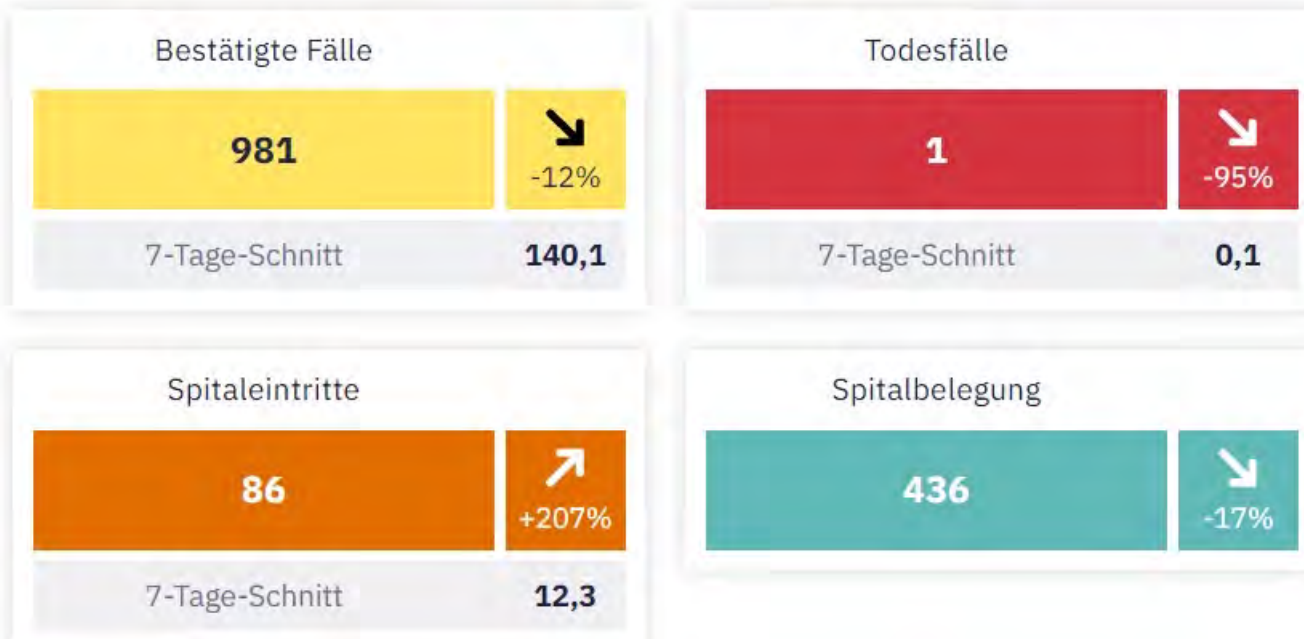 Bestätigte Fälle
981
-12%
7-Tage-Schnitt 140,1
Todesfälle
1
-95%
7-Tage-Schnitt 0,1
Spitaleintritte
86
+207%
7-Tage-Schnitt 12,3
Spitalbelegung
436
-17%